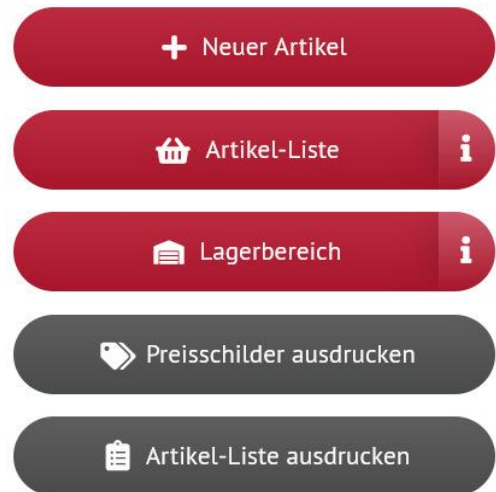 Neuer Artikel
Artikel-Liste
Lagerbereich
Preisschilder ausdrucken
Artikel-Liste ausdrucken